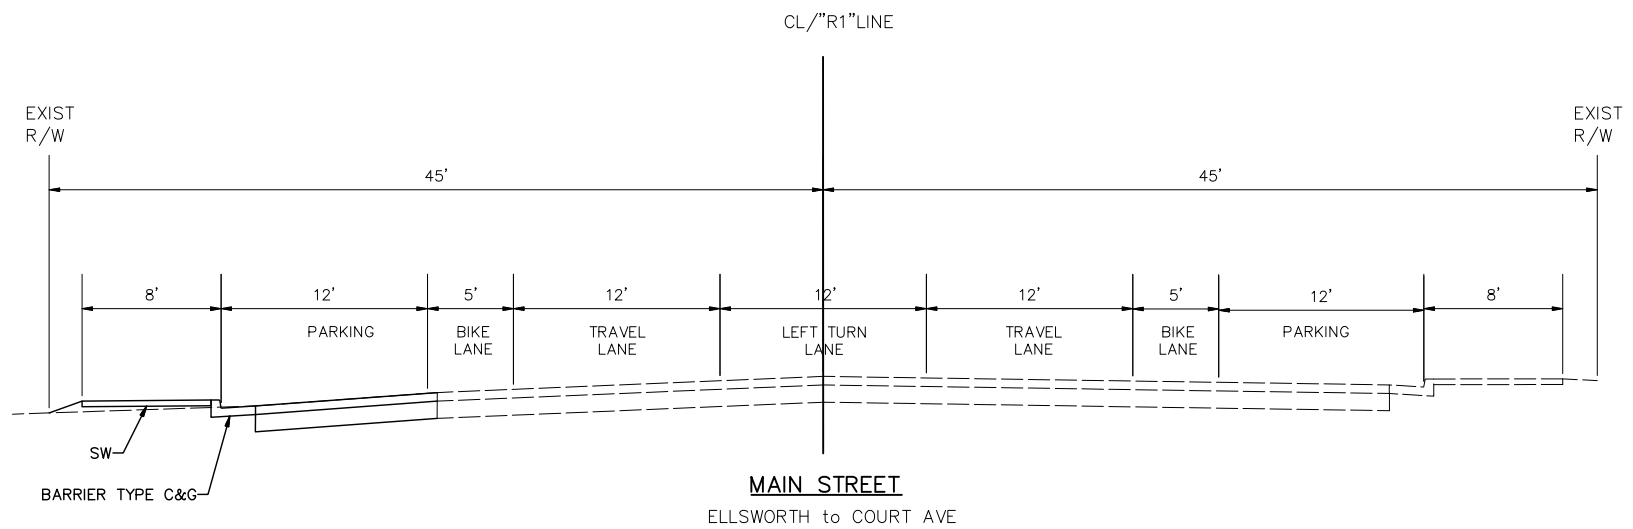 CL/"R1"LINE
EXIST
R/W
EXIST
R/W
45'
45'
8'
12'
5'
12'
12'
12'
5'
12'
8'
PARKING
BIKE
LANE
TRAVEL
LANE
LEFT TURN
LANE
TRAVEL
LANE
BIKE
LANE
PARKING
SW
BARRIER TYPE C&G
MAIN STREET
ELLSWORTH to COURT AVE